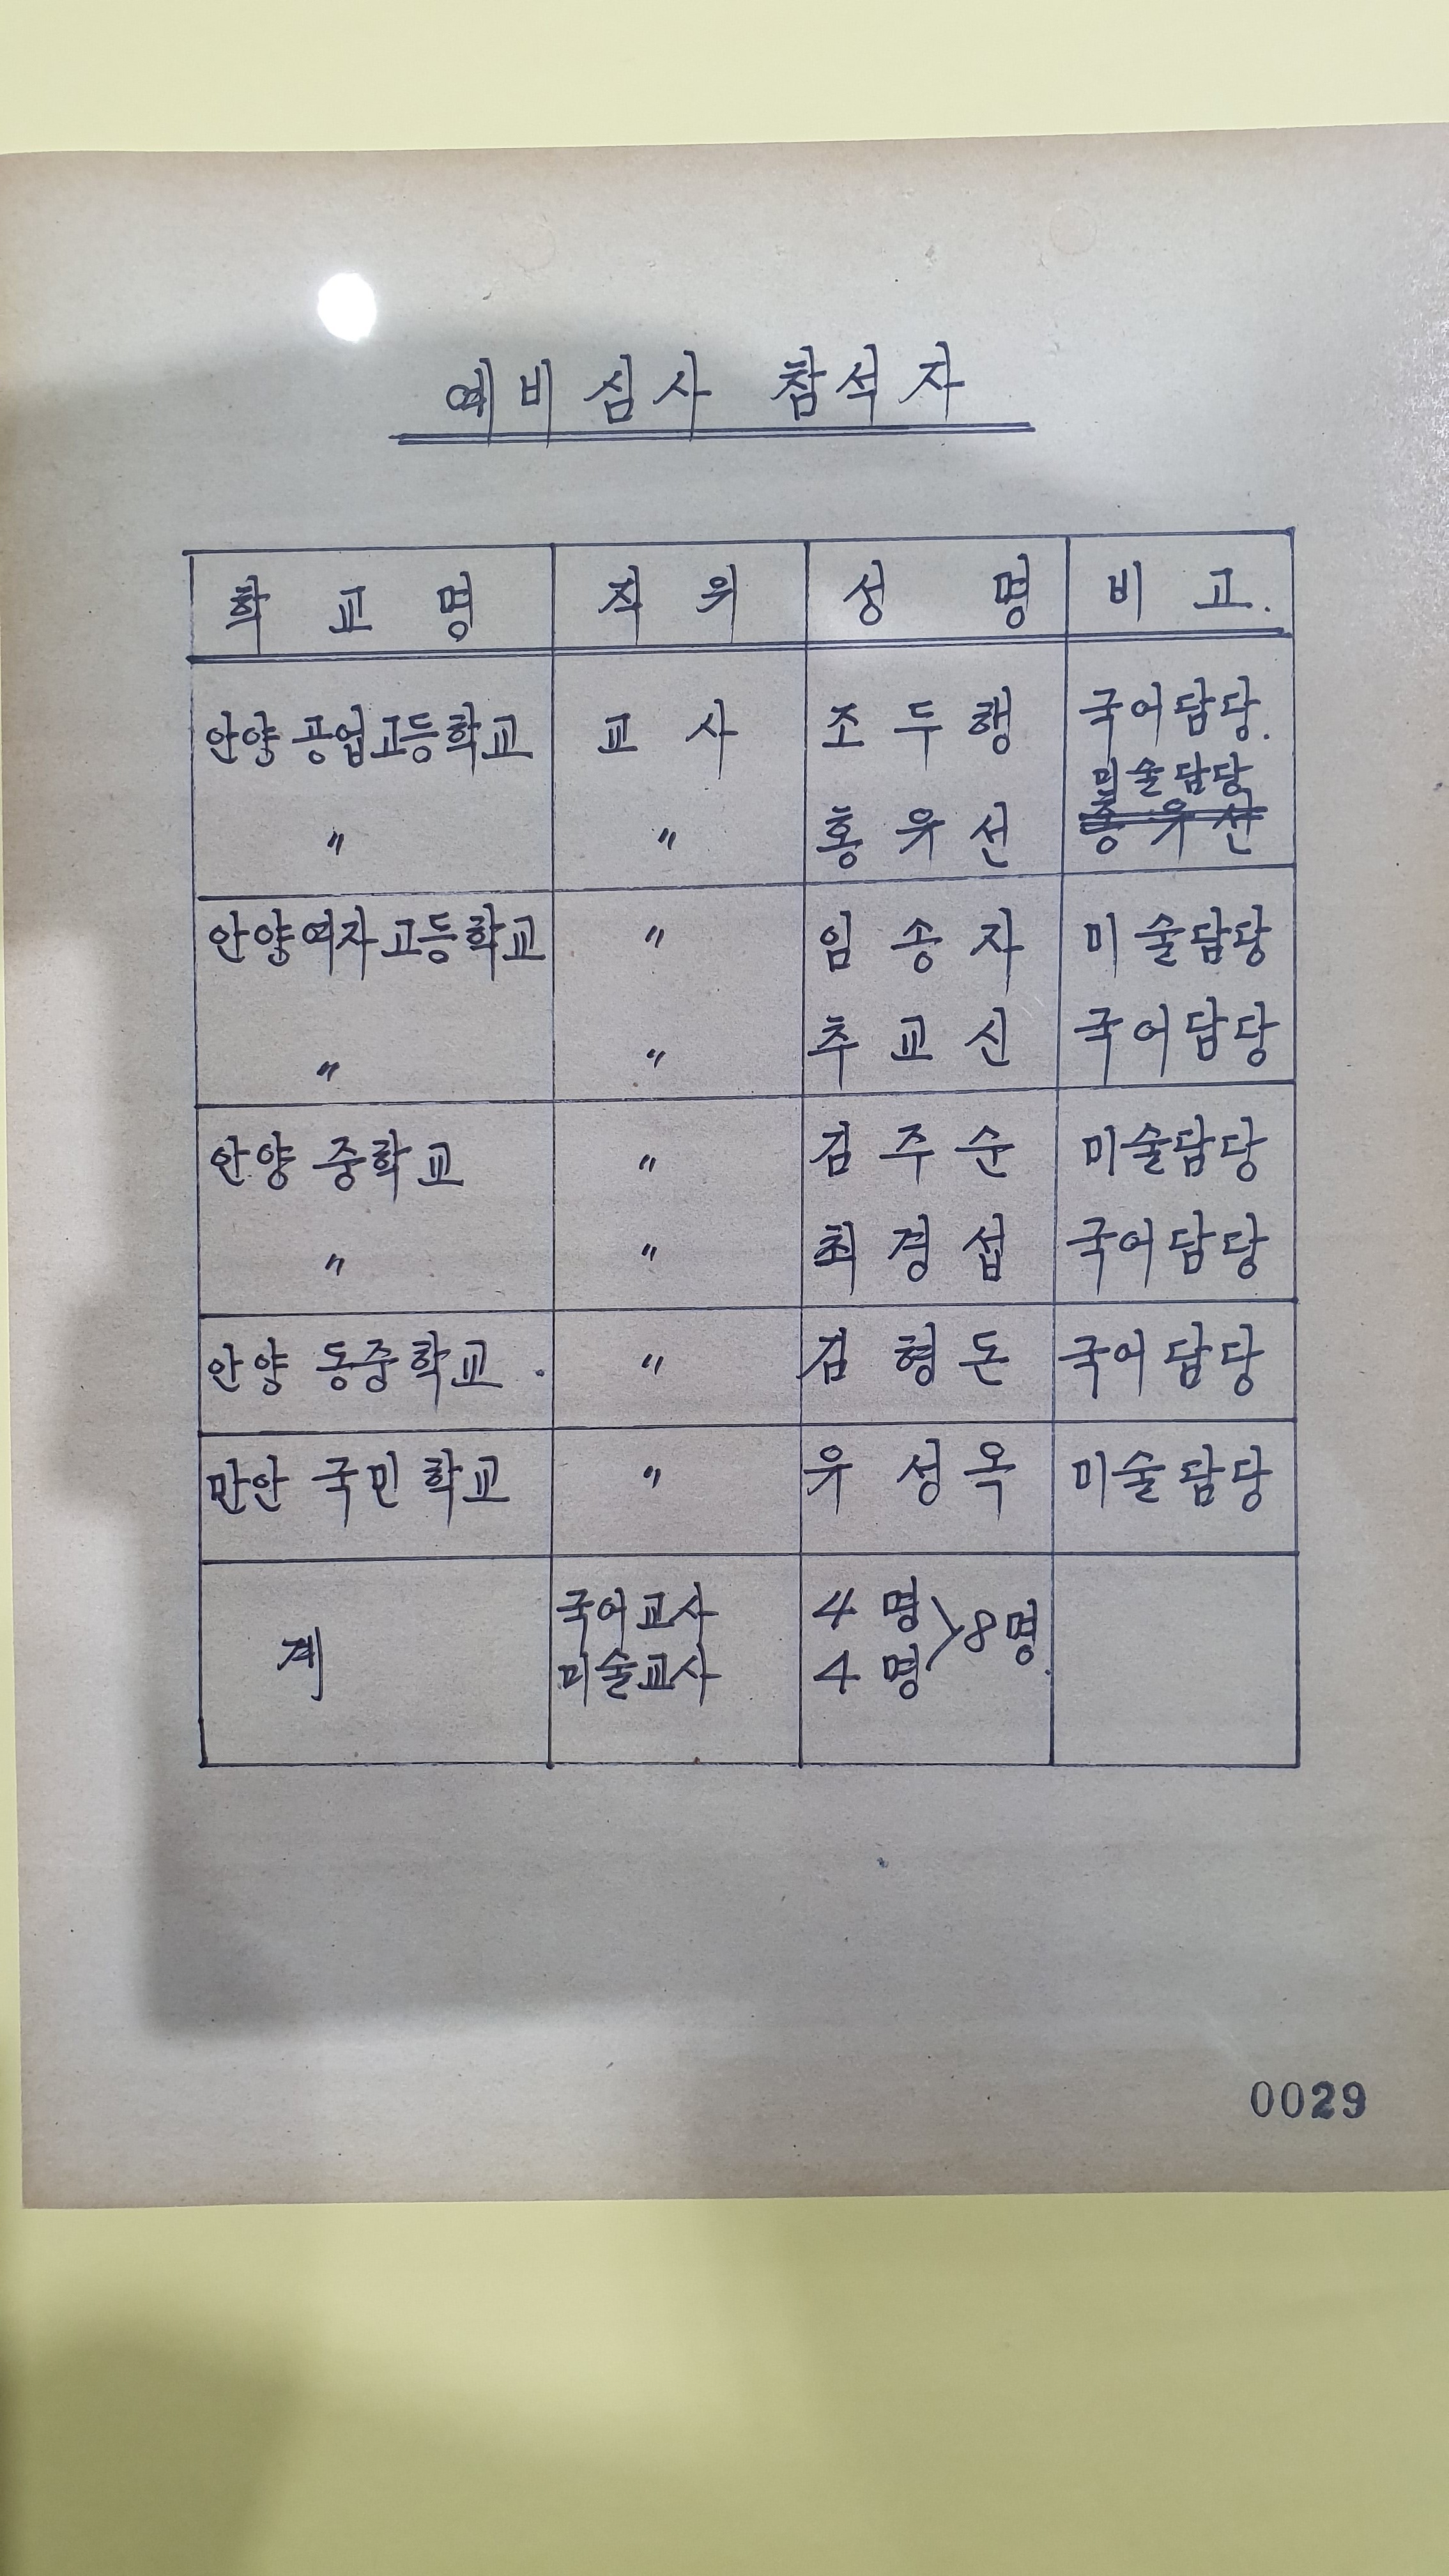 예비심사 참석자
학교명 직위 성명 비고.
안양공업고등학교 교사 조두행 국어담당.
미술담당
〃 〃 홍유선 홍유선
안양여자고등학교 〃 임송자 미술담당
〃 〃 추교신 국어담당
안양 중학교 〃 김주순 미술담당
〃 〃 최경섭 국어담당
안양 동중학교. 〃 김형돈 국어담당
만안 국민학교 〃 유성옥 미술담당
국어교사 4명
계 8명.
미술교사 4명
0029